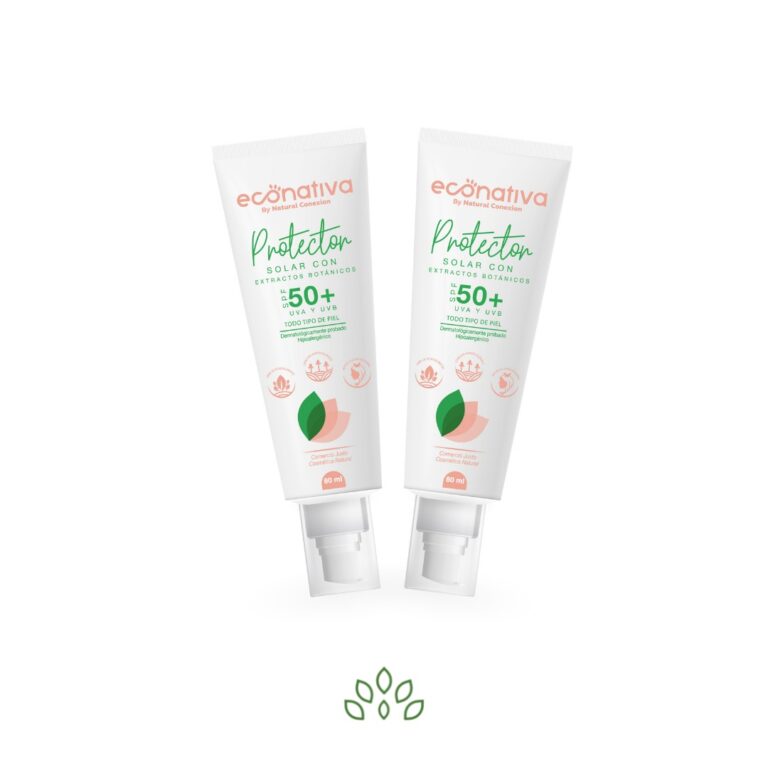 econativa
By Natural Conexion
Protector
SOLAR CON
EXTRACTOS BOTÁNICOS
SPF 50+
UVA Y UVB
TODO TIPO DE PIEL
Dermatológicamente probado
Hipoalergénico
Comercio Justo
Cosmética Natural
80 ml
econativa
By Natural Conexion
Protector
SOLAR CON
EXTRACTOS BOTÁNICOS
SPF 50+
UVA Y UVB
TODO TIPO DE PIEL
Dermatológicamente probado
Hipoalergénico
Comercio Justo
Cosmética Natural
80 ml